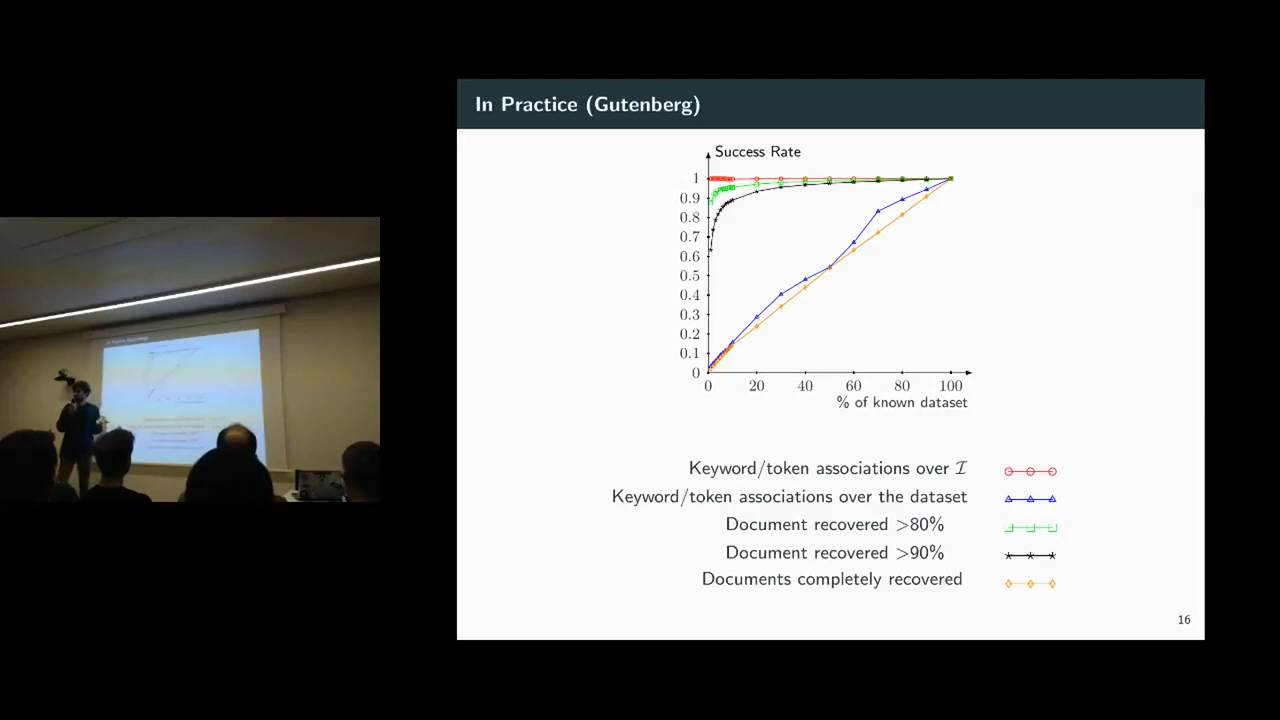 In Practice (Gutenberg)
Success Rate
1
0.9
0.8
0.7
0.6
0.5
0.4
0.3
0.2
0.1
0
0 20 40 60 80 100
% of known dataset
Keyword/token associations over ℐ
Keyword/token associations over the dataset
Document recovered >80%
Document recovered >90%
Documents completely recovered
16